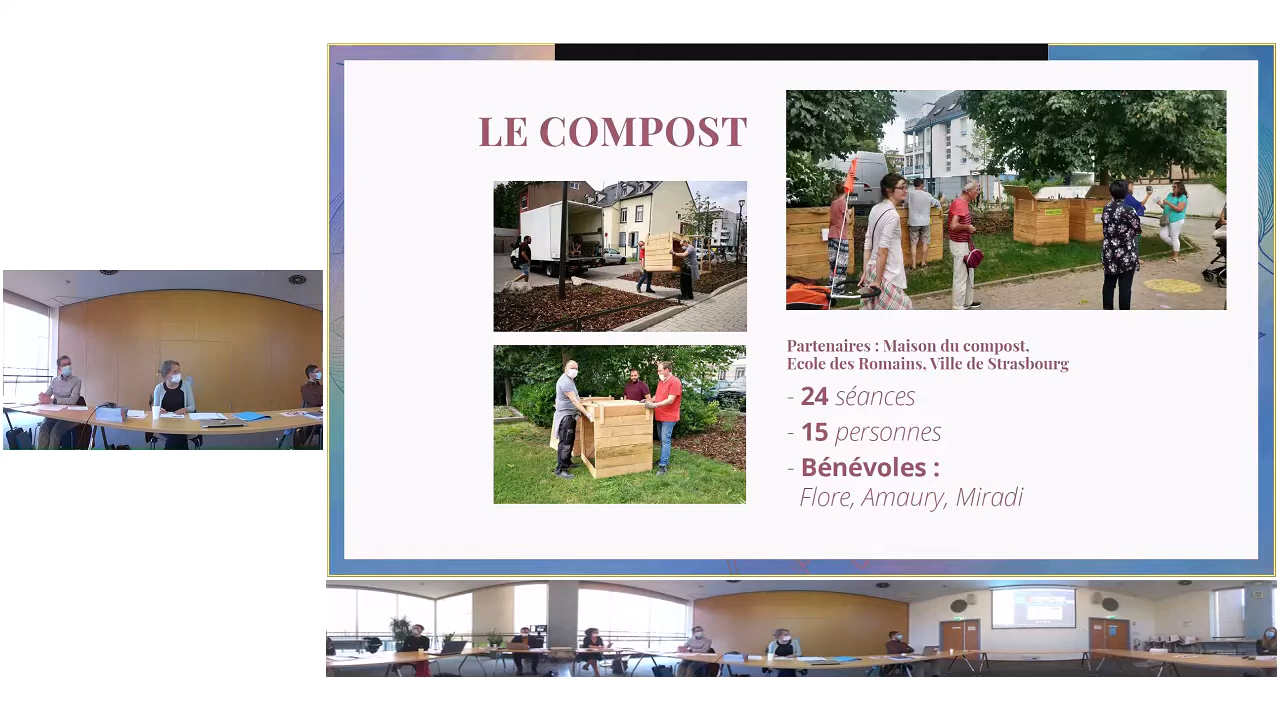 LE COMPOST
Partenaires : Maison du compost,
Ecole des Romains, Ville de Strasbourg
- 24 séances
- 15 personnes
- Bénévoles :
Flore, Amaury, Miradi